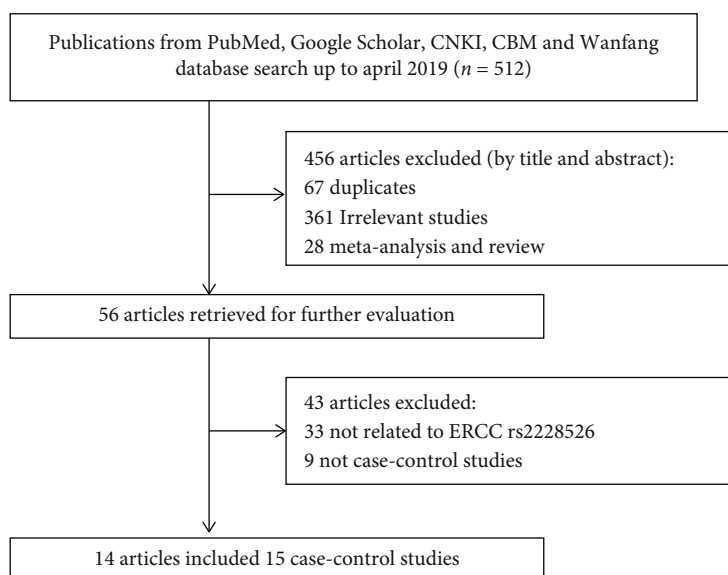 Publications from PubMed, Google Scholar, CNKI, CBM and Wanfang
database search up to april 2019 (n = 512)
456 articles excluded (by title and abstract):
67 duplicates
361 Irrelevant studies
28 meta-analysis and review
56 articles retrieved for further evaluation
43 articles excluded:
33 not related to ERCC rs2228526
9 not case-control studies
14 articles included 15 case-control studies